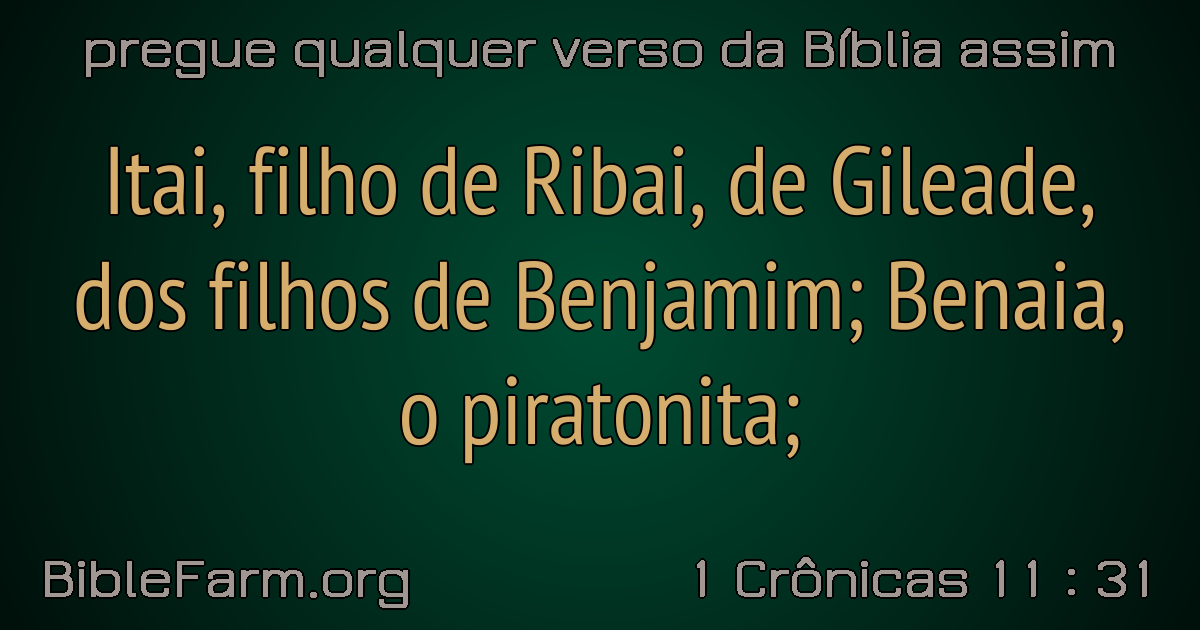 pregue qualquer verso da Bíblia assim
Itai, filho de Ribai, de Gileade,
dos filhos de Benjamim; Benaia,
o piratonita;
BibleFarm.org
1 Crônicas 11 : 31